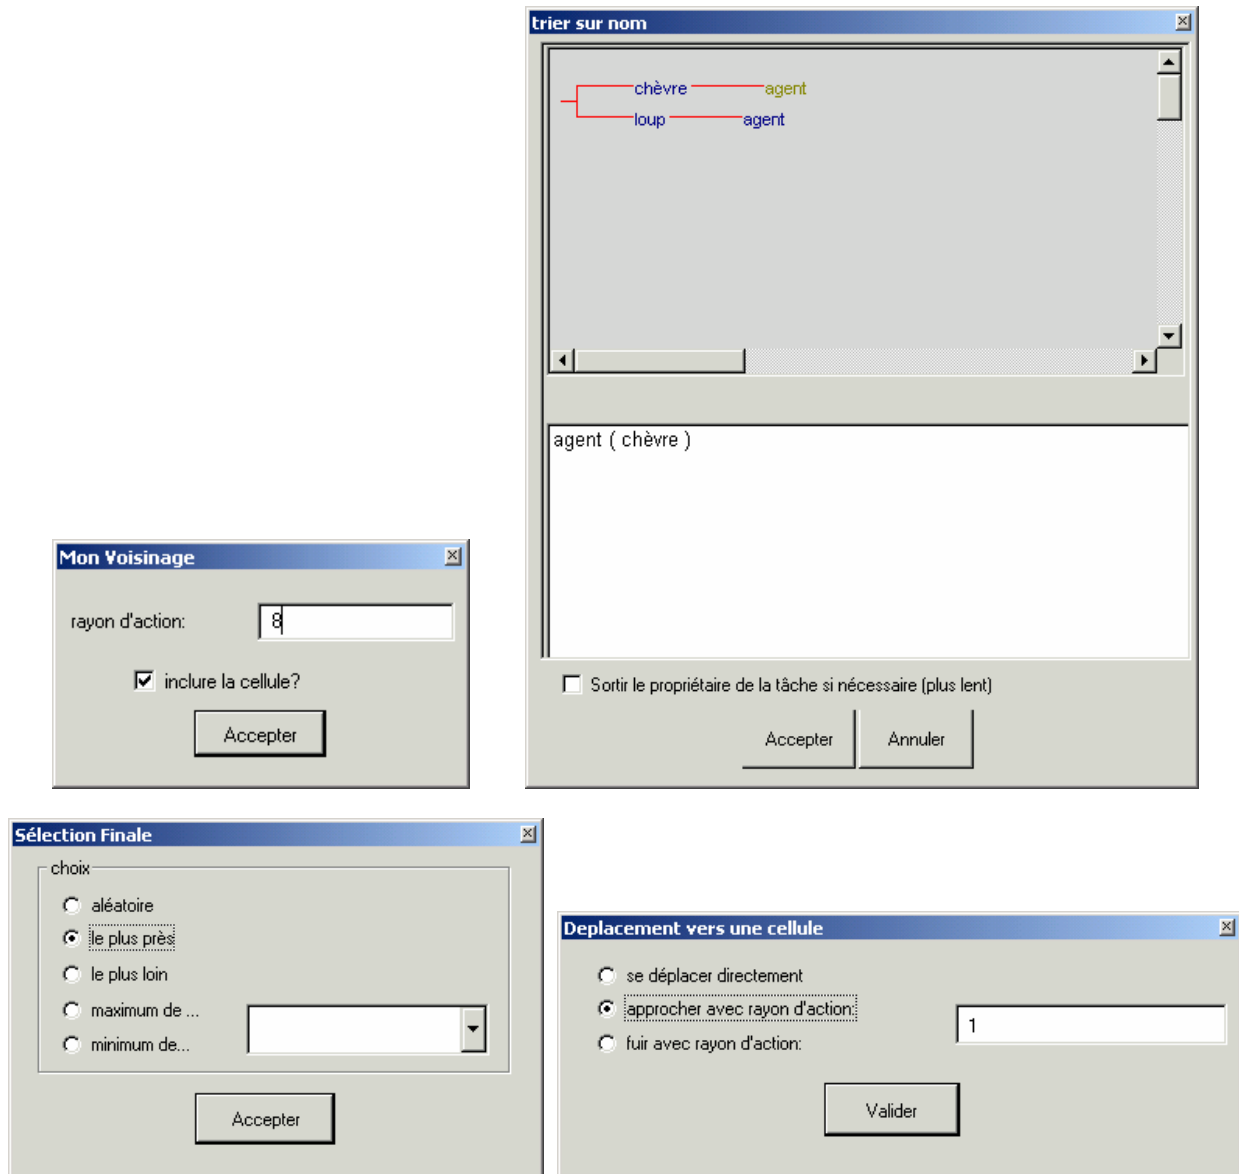 trier sur nom
chèvre agent
loup agent
agent ( chèvre )
Sortir le propriétaire de la tâche si nécessaire (plus lent)
Accepter Annuler
Mon Voisinage
rayon d'action: 8
inclure la cellule?
Accepter
Sélection Finale
choix
aléatoire
le plus près
le plus loin
maximum de ...
minimum de...
Accepter
Deplacement vers une cellule
se déplacer directement
approcher avec rayon d'action: 1
fuir avec rayon d'action:
Valider